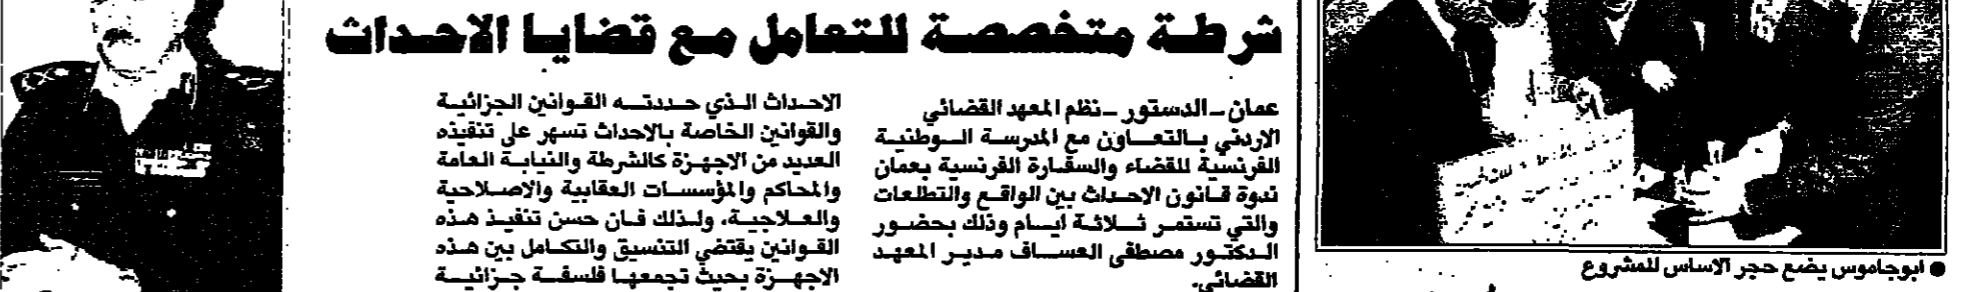 شرطة متخصصة للتعامل مع قضايا الاحداث
عمان ـ الدستور ـ نظم المعهد القضائي
الاردني بالتعاون مع المدرسة الوطنية
الفرنسية للقضاء والسفارة الفرنسية بعمان
ندوة قانون الاحداث بين الواقع والتطلعات
والتي تستمر ثلاثة ايام وذلك بحضور
الدكتور مصطفى العساف مدير المعهد
القضائي.
الاحداث الذي حددته القوانين الجزائية
والقوانين الخاصة بالاحداث تسهر على تنفيذه
العديد من الاجهزة كالشرطة والنيابة العامة
والمحاكم والمؤسسات العقابية والاصلاحية
والعلاجية، ولذلك فان حسن تنفيذ هذه
القوانين يقتضي التنسيق والتكامل بين هذه
الاجهزة بحيث تجمعها فلسفة جزائية
● ابوجاموس يضع حجر الاساس للمشروع